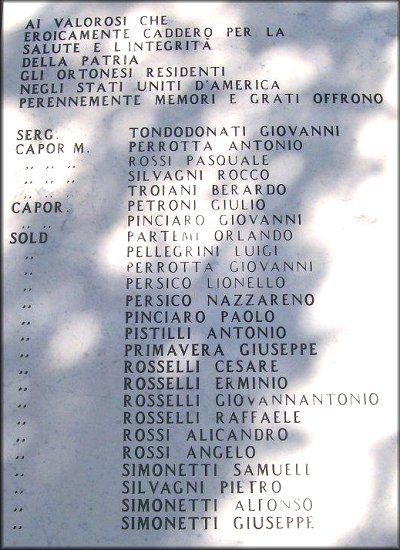 AI VALOROSI CHE
EROICAMENTE CADDERO PER LA
SALUTE E L'INTEGRITÀ
DELLA PATRIA
GLI ORTONESI RESIDENTI
NEGLI STATI UNITI D'AMERICA
PERENNEMENTE MEMORI E GRATI OFFRONO
SERG. TONDODONATI GIOVANNI
CAPOR M. PERROTTA ANTONIO
,, ,, ,, ROSSI PASQUALE
,, ,, ,, SILVAGNI ROCCO
,, ,, ,, TROIANI BERARDO
CAPOR. PETRONI GIULIO
,, ,, PINCIARO GIOVANNI
SOLD PARTEMI ORLANDO
,, PELLEGRINI LUIGI
,, PERROTTA GIOVANNI
,, PERSICO LIONELLO
,, PERSICO NAZZARENO
,, PINCIARO PAOLO
,, PISTILLI ANTONIO
,, PRIMAVERA GIUSEPPE
,, ROSSELLI CESARE
,, ROSSELLI ERMINIO
,, ROSSELLI GIOVANNANTONIO
,, ROSSELLI RAFFAELE
,, ROSSI ALICANDRO
,, ROSSI ANGELO
,, SIMONETTI SAMUELE
,, SILVAGNI PIETRO
,, SIMONETTI ALFONSO
,, SIMONETTI GIUSEPPE